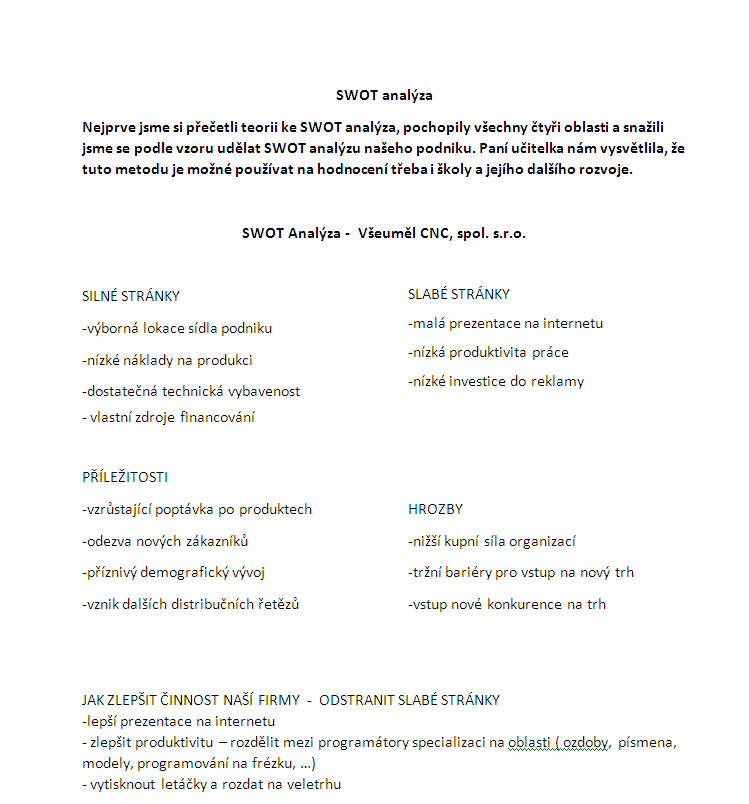 SWOT analýza
Nejprve jsme si přečetli teorii ke SWOT analýza, pochopily všechny čtyři oblasti a snažili
jsme se podle vzoru udělat SWOT analýzu našeho podniku. Paní učitelka nám vysvětlila, že
tuto metodu je možné používat na hodnocení třeba i školy a jejího dalšího rozvoje.
SWOT Analýza - Všeuměl CNC, spol. s.r.o.
SILNÉ STRÁNKY
-výborná lokace sídla podniku
-nízké náklady na produkci
-dostatečná technická vybavenost
- vlastní zdroje financování
SLABÉ STRÁNKY
-malá prezentace na internetu
-nízká produktivita práce
-nízké investice do reklamy
PŘÍLEŽITOSTI
-vzrůstající poptávka po produktech
-odezva nových zákazníků
-příznivý demografický vývoj
-vznik dalších distribučních řetězů
HROZBY
-nižší kupní síla organizací
-tržní bariéry pro vstup na nový trh
-vstup nové konkurence na trh
JAK ZLEPŠIT ČINNOST NAŠÍ FIRMY - ODSTRANIT SLABÉ STRÁNKY
-lepší prezentace na internetu
- zlepšit produktivitu – rozdělit mezi programátory specializaci na oblasti ( ozdoby, písmena,
modely, programování na frézku, ...)
- vytisknout letáčky a rozdat na veletrhu